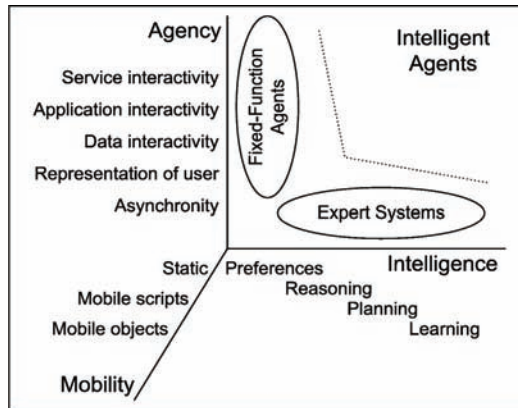 Agency
Intelligent
Agents
Service interactivity
Application interactivity
Data interactivity
Representation of user
Asynchronity
Fixed-Function
Agents
Expert Systems
Static
Preferences
Intelligence
Reasoning
Mobile scripts
Planning
Mobile objects
Learning
Mobility